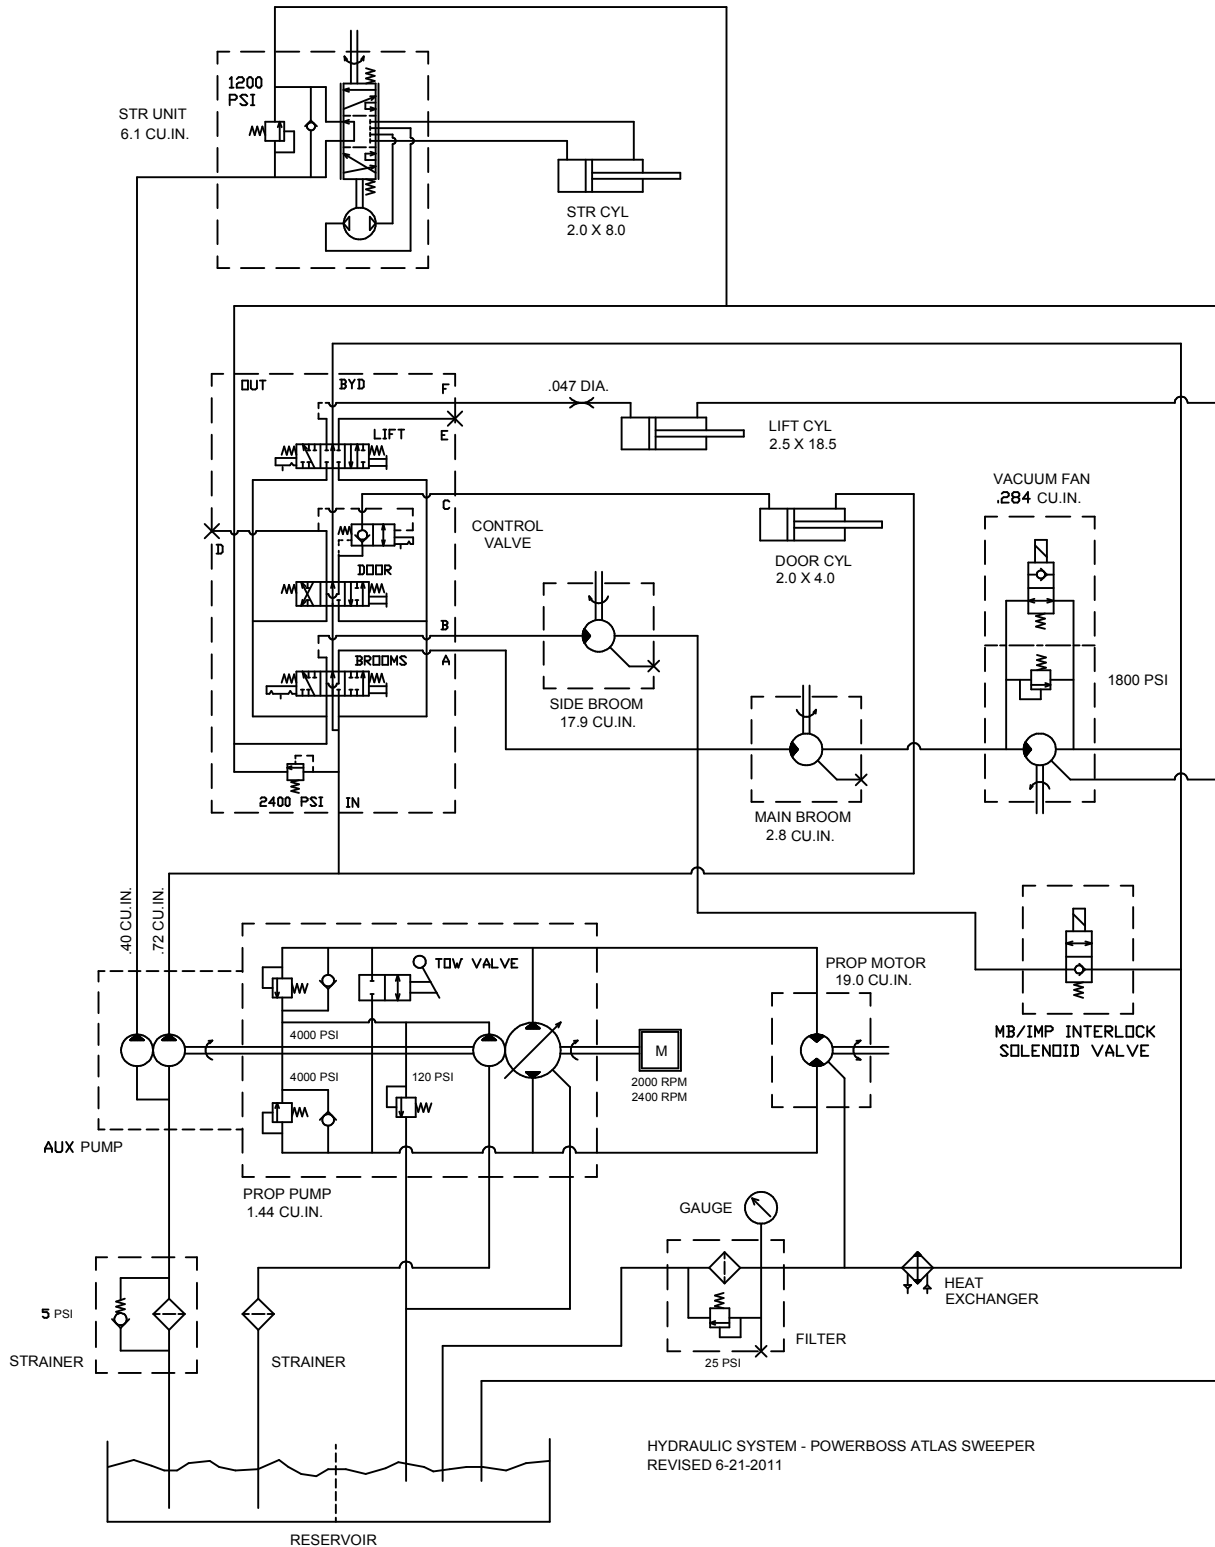 1200
PSI
STR UNIT
6.1 CU.IN.
STR CYL
2.0 X 8.0
OUT
BYD
F
.047 DIA.
LIFT
E
LIFT CYL
2.5 X 18.5
VACUUM FAN
.284 CU.IN.
C
CONTROL
VALVE
D
DOOR
DOOR CYL
2.0 X 4.0
B
BROOMS
A
1800 PSI
SIDE BROOM
17.9 CU.IN.
2400 PSI
IN
MAIN BROOM
2.8 CU.IN.
.40 CU.IN.
.72 CU.IN.
TOW VALVE
PROP MOTOR
19.0 CU.IN.
4000 PSI
MB/IMP INTERLOCK
SOLENOID VALVE
M
4000 PSI
120 PSI
2000 RPM
2400 RPM
AUX PUMP
PROP PUMP
1.44 CU.IN.
GAUGE
HEAT
EXCHANGER
5 PSI
FILTER
STRAINER
STRAINER
25 PSI
HYDRAULIC SYSTEM - POWERBOSS ATLAS SWEEPER
REVISED 6-21-2011
RESERVOIR